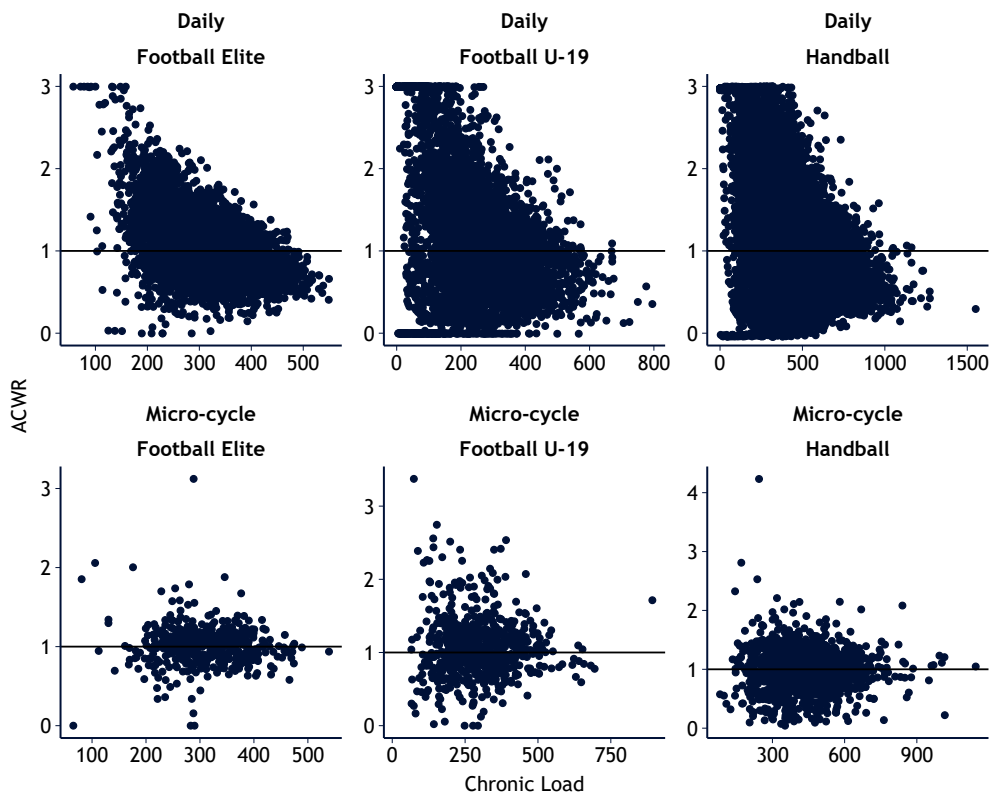 Daily Daily Daily
Football Elite Football U-19 Handball
3 3 3
2 2 2
1 1 1
0 0 0
100 200 300 400 500 0 200 400 600 800 0 500 1000 1500
ACWR
Micro-cycle Micro-cycle Micro-cycle
Football Elite Football U-19 Handball
3 3 4
2 2 3
1 1 2
0 0 1
0
100 200 300 400 500 0 250 500 750 300 600 900
Chronic Load